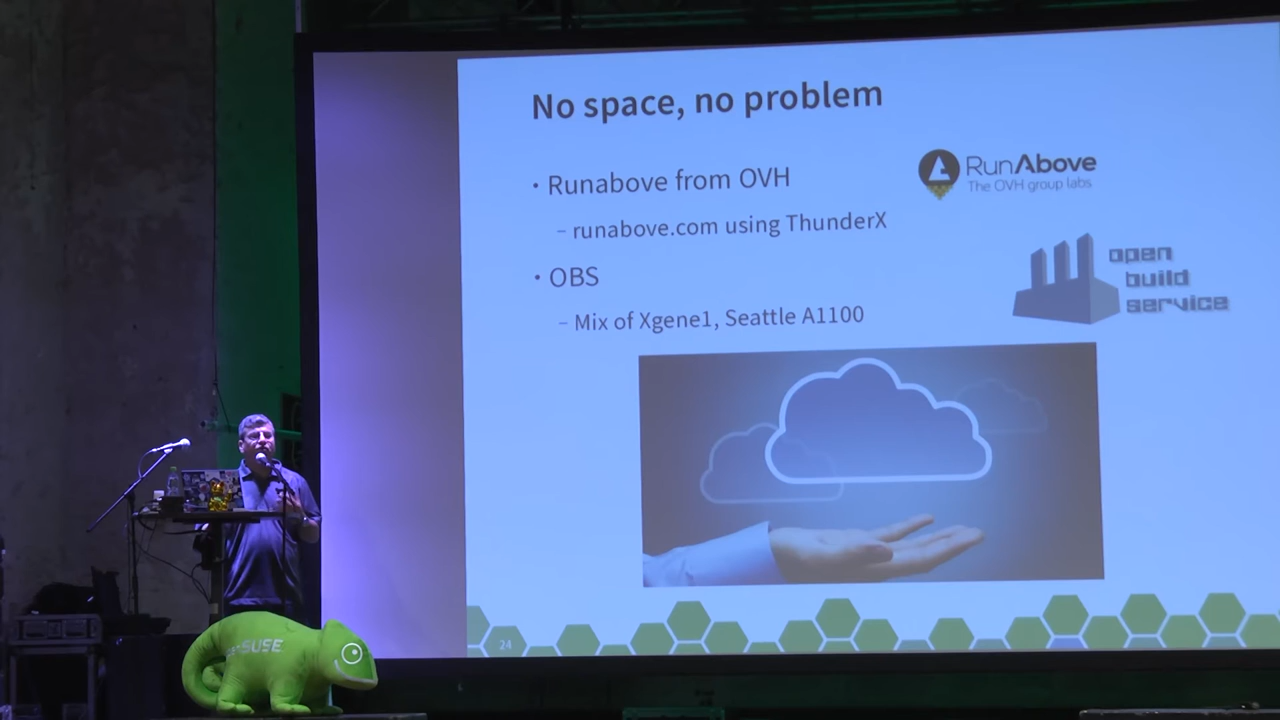 No space, no problem
· Runabove from OVH
– runabove.com using ThunderX
· OBS
– Mix of Xgene1, Seattle A1100
RunAbove
The OVH group labs
open
build
service
24
SUSE